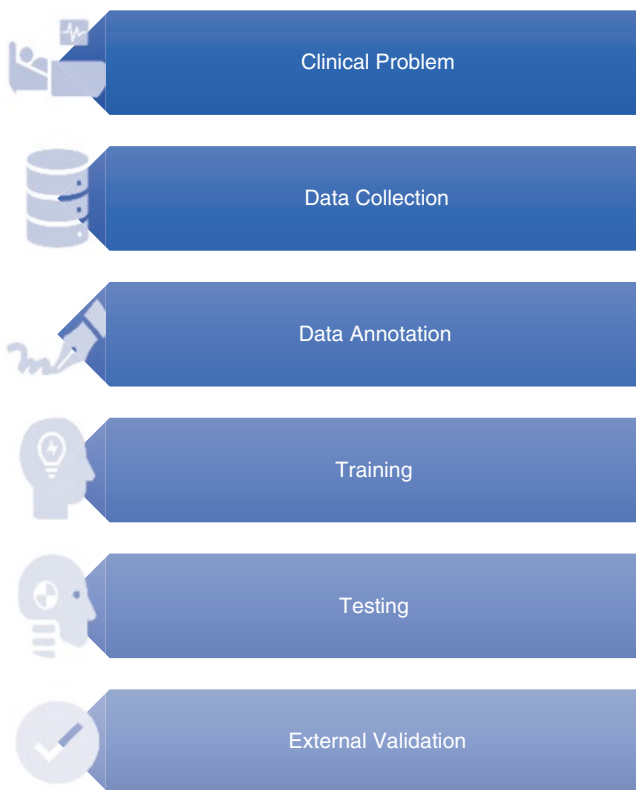 Clinical Problem
Data Collection
Data Annotation
Training
Testing
External Validation